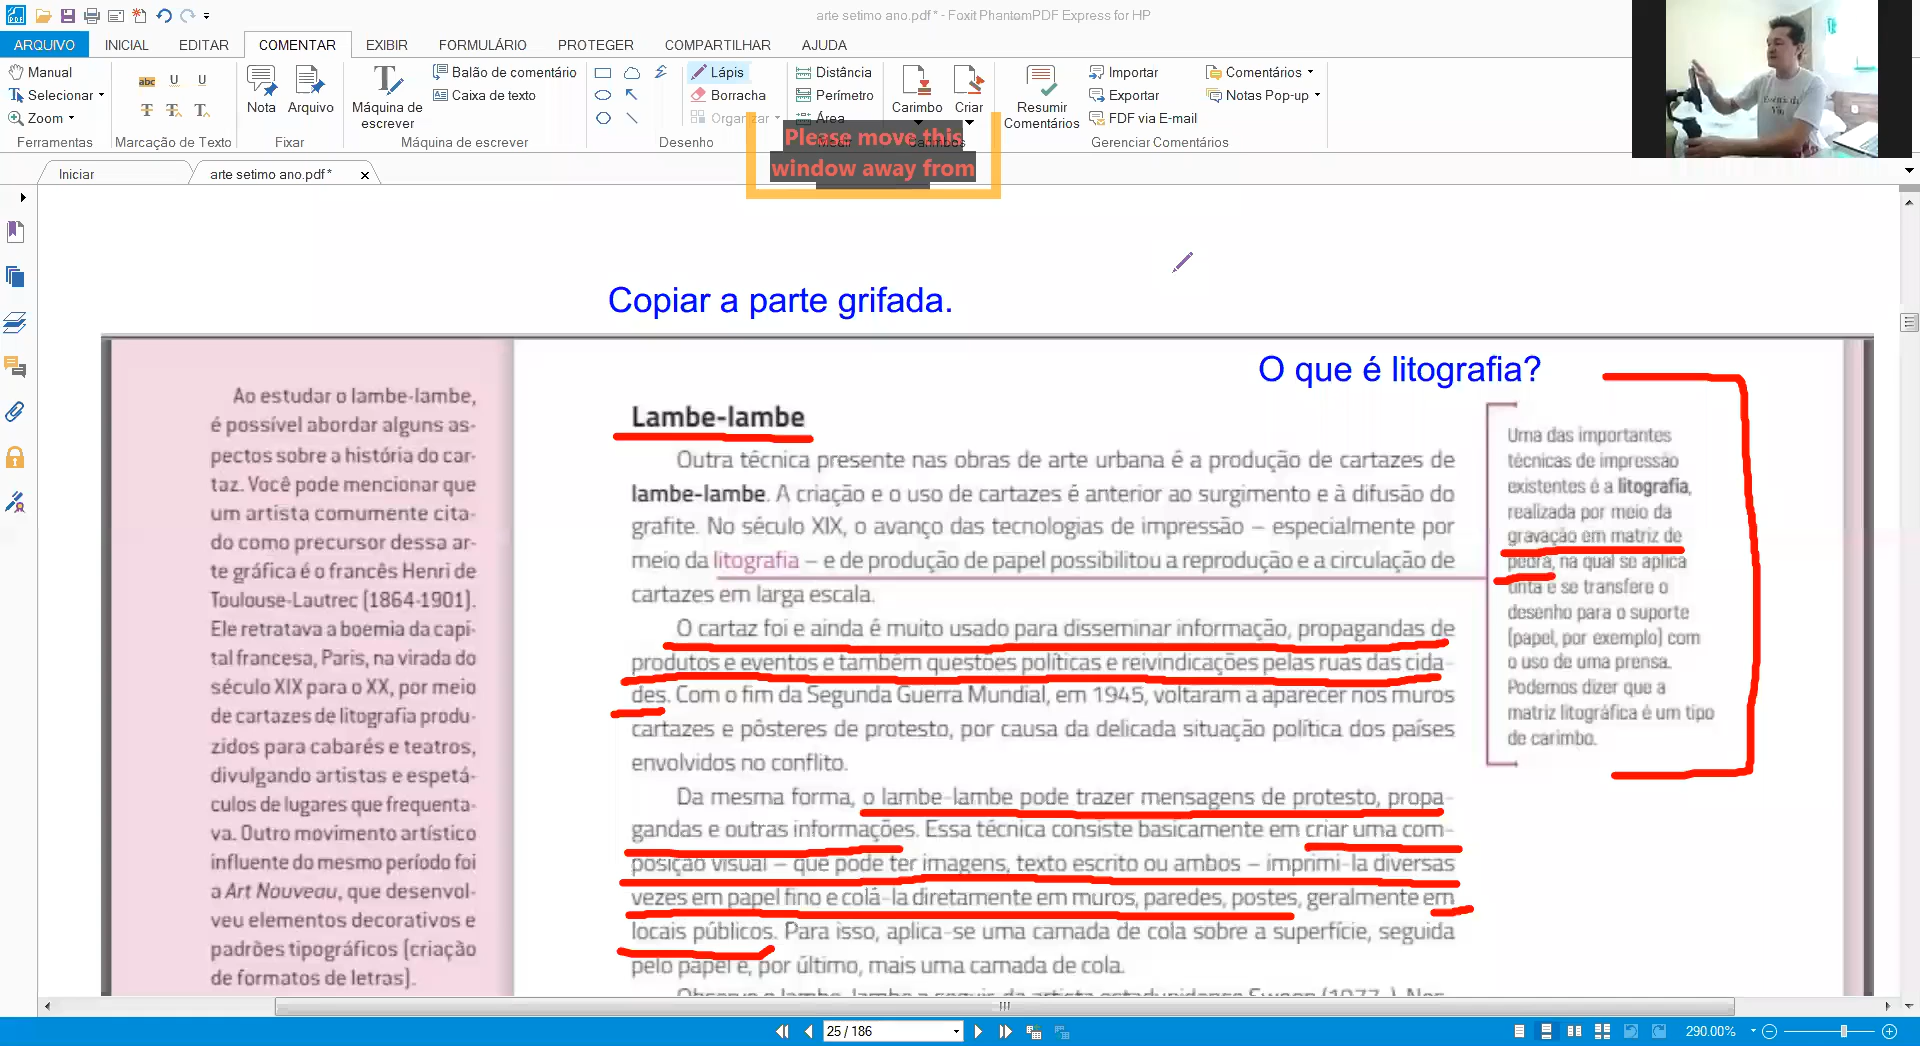 arte setimo ano.pdf * - Foxit PhantomPDF Express for HP
ARQUIVO INICIAL EDITAR COMENTAR EXIBIR FORMULÁRIO PROTEGER COMPARTILHAR AJUDA
Manual
Selecionar
Zoom
Ferramentas
abc U U
T T T
Marcação de Texto
Nota
Arquivo
Fixar
Máquina de
escrever
Balão de comentário
Caixa de texto
Máquina de escrever
Lápis
Borracha
Organizar
Desenho
Distância
Perímetro
Área
Carimbo
Criar
Resumir
Comentários
Importar
Exportar
FDF via E-mail
Comentários
Notas Pop-up
Gerenciar Comentários
Please move this
window away from
Iniciar
arte setimo ano.pdf * x
Copiar a parte grifada.
O que é litografia?
Ao estudar o lambe-lambe,
é possível abordar alguns as-
pectos sobre a história do car-
taz. Você pode mencionar que
um artista comumente cita-
do como precursor dessa ar-
te gráfica é o francês Henri de
Toulouse-Lautrec (1864-1901).
Ele retratava a boemia da capi-
tal francesa, Paris, na virada do
século XIX para o XX, por meio
de cartazes de litografia produ-
zidos para cabarés e teatros,
divulgando artistas e espetá-
culos de lugares que frequenta-
va. Outro movimento artístico
influente do mesmo período foi
a Art Nouveau, que desenvol-
veu elementos decorativos e
padrões tipográficos (criação
de formatos de letras).
Lambe-lambe
Outra técnica presente nas obras de arte urbana é a produção de cartazes de
lambe-lambe. A criação e o uso de cartazes é anterior ao surgimento e à difusão do
grafite. No século XIX, o avanço das tecnologias de impressão – especialmente por
meio da litografia – e de produção de papel possibilitou a reprodução e a circulação de
cartazes em larga escala.
O cartaz foi e ainda é muito usado para disseminar informação, propagandas de
produtos e eventos e também questões políticas e reivindicações pelas ruas das cida-
des. Com o fim da Segunda Guerra Mundial, em 1945, voltaram a aparecer nos muros
cartazes e pôsteres de protesto, por causa da delicada situação política dos países
envolvidos no conflito.
Da mesma forma, o lambe-lambe pode trazer mensagens de protesto, propa-
gandas e outras informações. Essa técnica consiste basicamente em criar uma com-
posição visual – que pode ter imagens, texto escrito ou ambos – imprimi-la diversas
vezes em papel fino e colá-la diretamente em muros, paredes, postes, geralmente em
locais públicos. Para isso, aplica-se uma camada de cola sobre a superfície, seguida
pelo papel e, por último, mais uma camada de cola.
Uma das importantes
técnicas de impressão
existentes é a litografia,
realizada por meio da
gravação em matriz de
pedra, na qual se aplica
tinta e se transfere o
desenho para o suporte
(papel, por exemplo) com
o uso de uma prensa.
Podemos dizer que a
matriz litográfica é um tipo
de carimbo.
25 / 186
290.00%